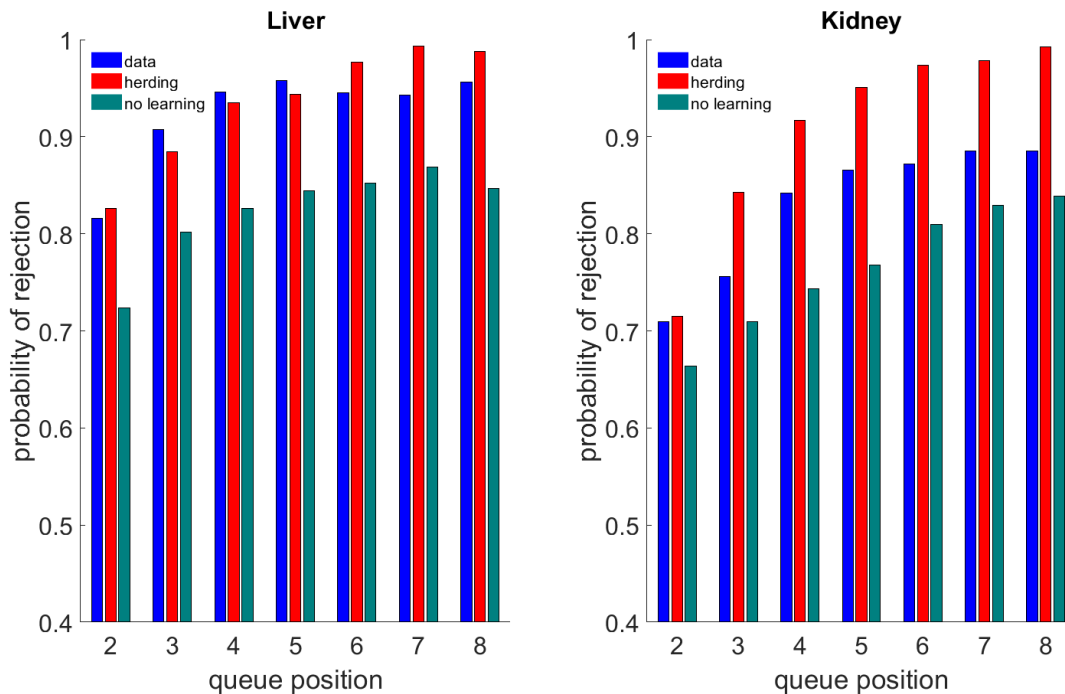 Liver
1
0.9
0.8
0.7
0.6
0.5
0.4
probability of rejection
data
herding
no learning
2 3 4 5 6 7 8
queue position
Kidney
1
0.9
0.8
0.7
0.6
0.5
0.4
probability of rejection
data
herding
no learning
2 3 4 5 6 7 8
queue position